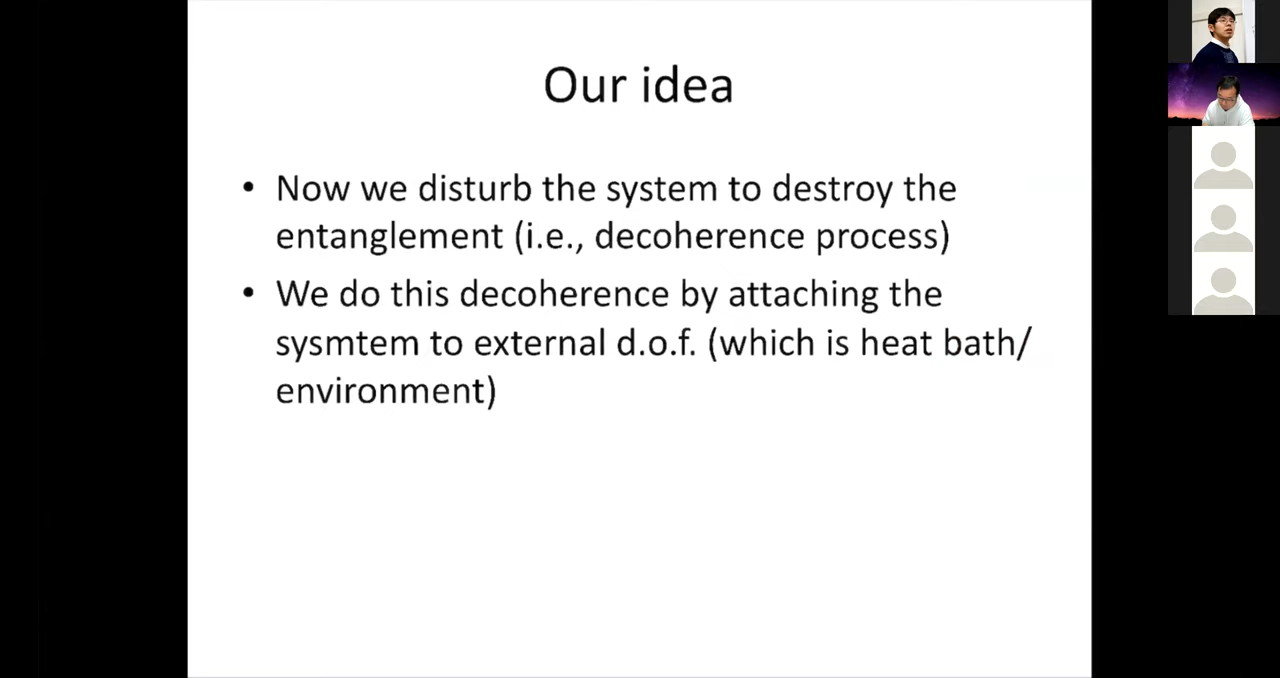 Our idea
• Now we disturb the system to destroy the
entanglement (i.e., decoherence process)
• We do this decoherence by attaching the
sysmtem to external d.o.f. (which is heat bath/
environment)